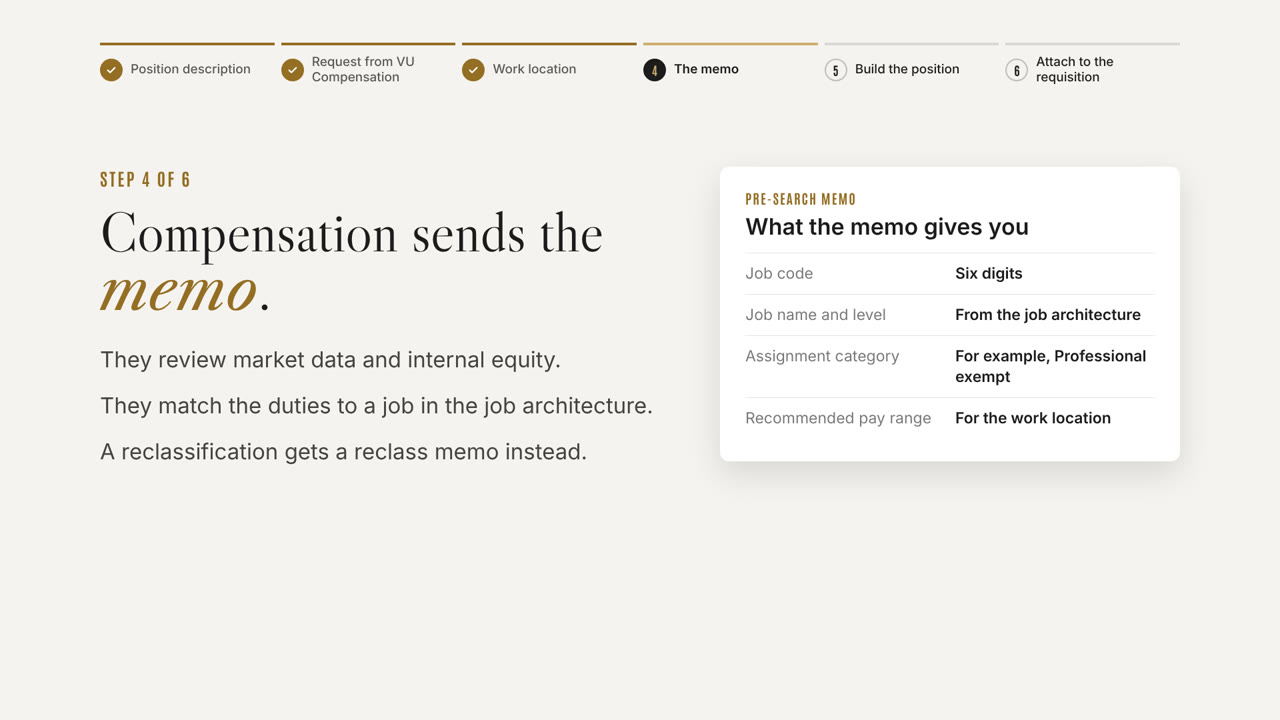 Position description
Request from VU
Compensation
Work location
4
The memo
5
Build the position
6
Attach to the
requisition
STEP 4 OF 6
Compensation sends the
memo.
They review market data and internal equity.
They match the duties to a job in the job architecture.
A reclassification gets a reclass memo instead.
PRE-SEARCH MEMO
What the memo gives you
Job code Six digits
Job name and level From the job architecture
Assignment category For example, Professional
exempt
Recommended pay range For the work location